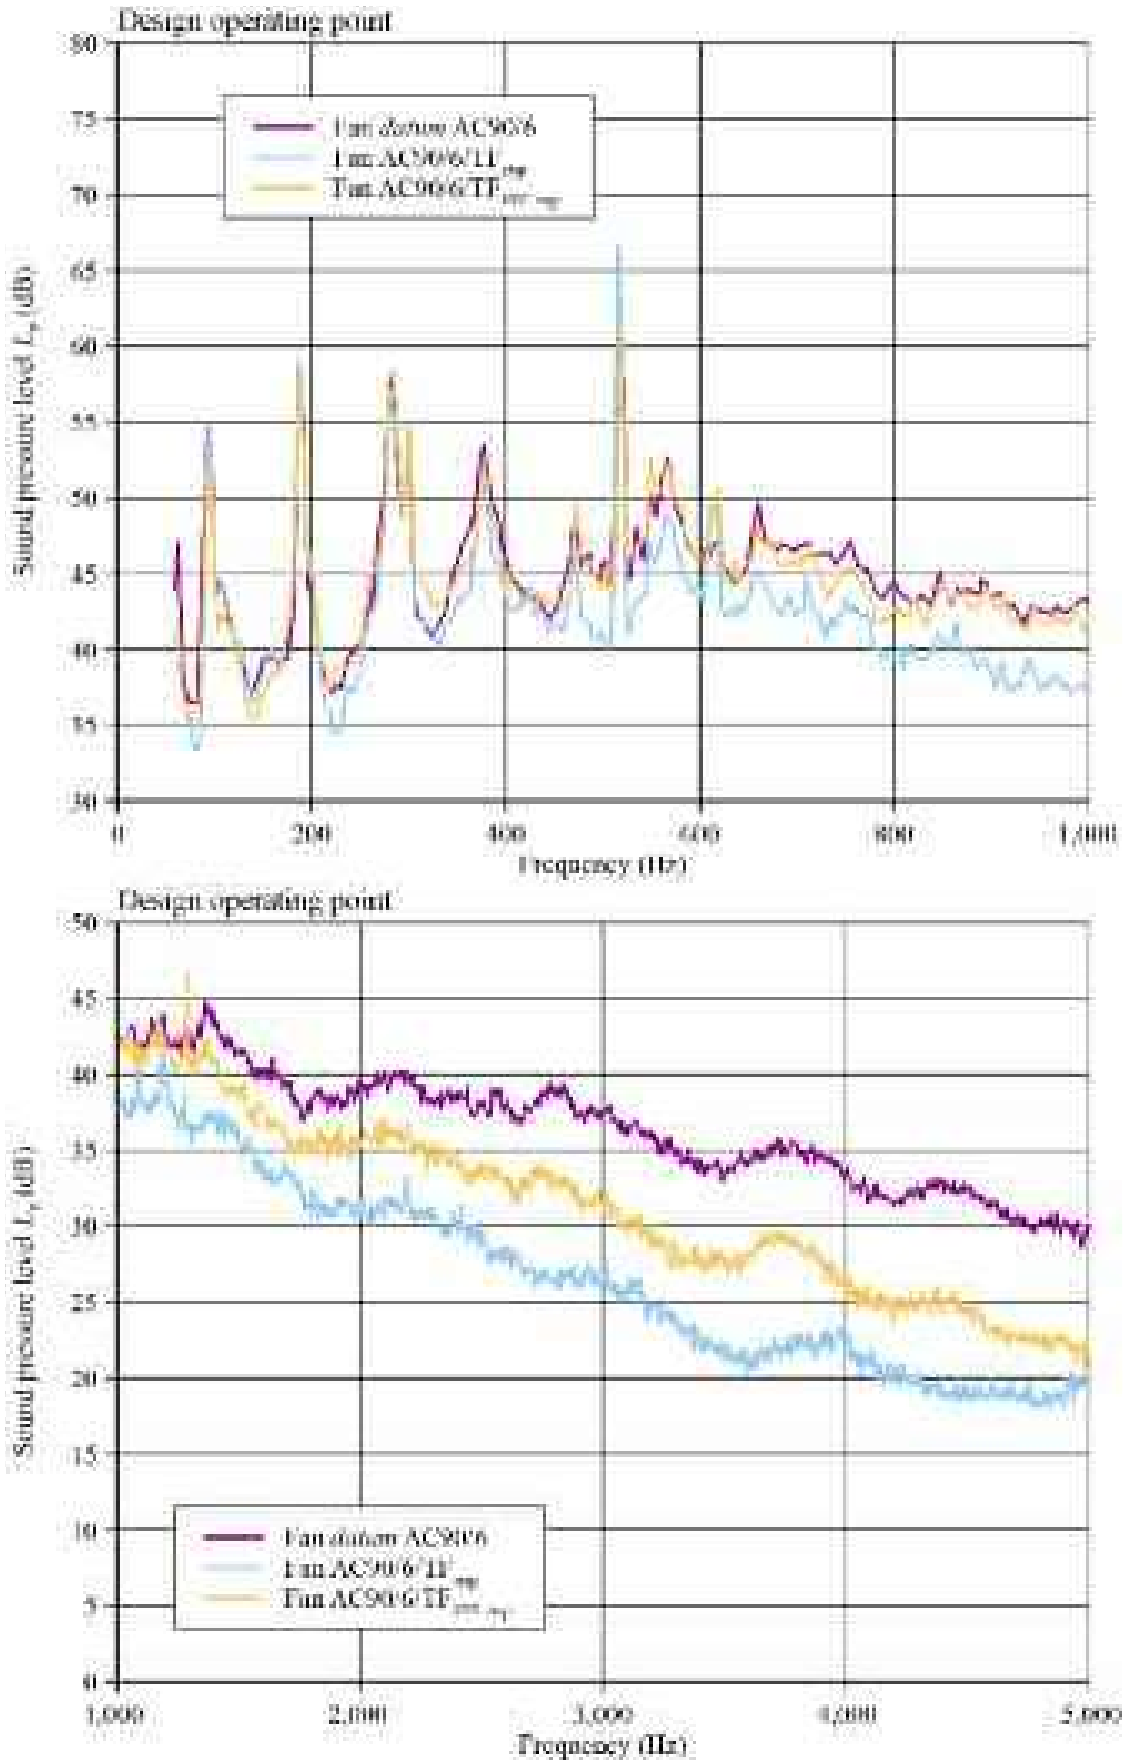 Design operating point
80
75
70
65
60
55
50
45
40
35
30
Sound pressure level Lp (dB)
Fan datum AC90/6
Fan AC90/6/TF
Fan AC90/6/TF
0 200 400 600 800 1,000
Frequency (Hz)
Design operating point
50
45
40
35
30
25
20
15
10
5
0
Sound pressure level Lp (dB)
Fan datum AC90/6
Fan AC90/6/TF
Fan AC90/6/TF
1,000 2,000 3,000 4,000 5,000
Frequency (Hz)